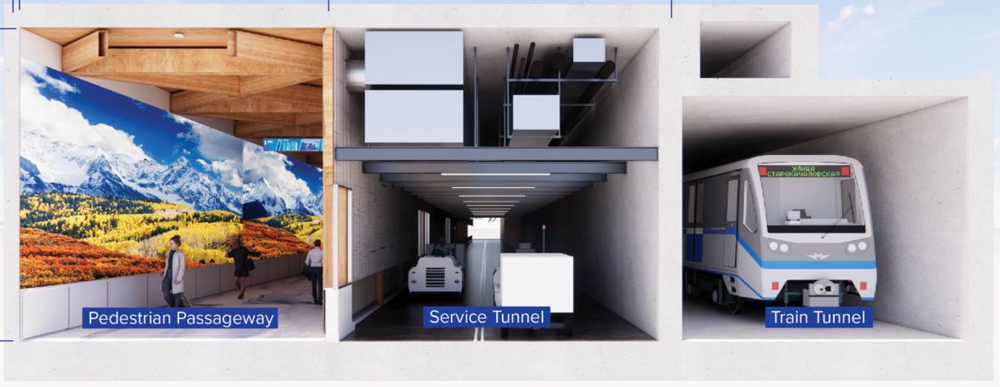 Pedestrian Passageway
Service Tunnel
УЛИЦА
СТАРОКАЧАЛОВСКАЯ
Train Tunnel